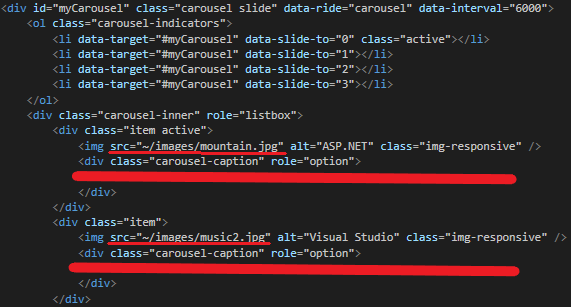 <div id="myCarousel" class="carousel slide" data-ride="carousel" data-interval="6000">
<ol class="carousel-indicators">
<li data-target="#myCarousel" data-slide-to="0" class="active"></li>
<li data-target="#myCarousel" data-slide-to="1"></li>
<li data-target="#myCarousel" data-slide-to="2"></li>
<li data-target="#myCarousel" data-slide-to="3"></li>
</ol>
<div class="carousel-inner" role="listbox">
<div class="item active">
<img src="~/images/mountain.jpg" alt="ASP.NET" class="img-responsive" />
<div class="carousel-caption" role="option">
</div>
</div>
<div class="item">
<img src="~/images/music2.jpg" alt="Visual Studio" class="img-responsive" />
<div class="carousel-caption" role="option">
</div>
</div>